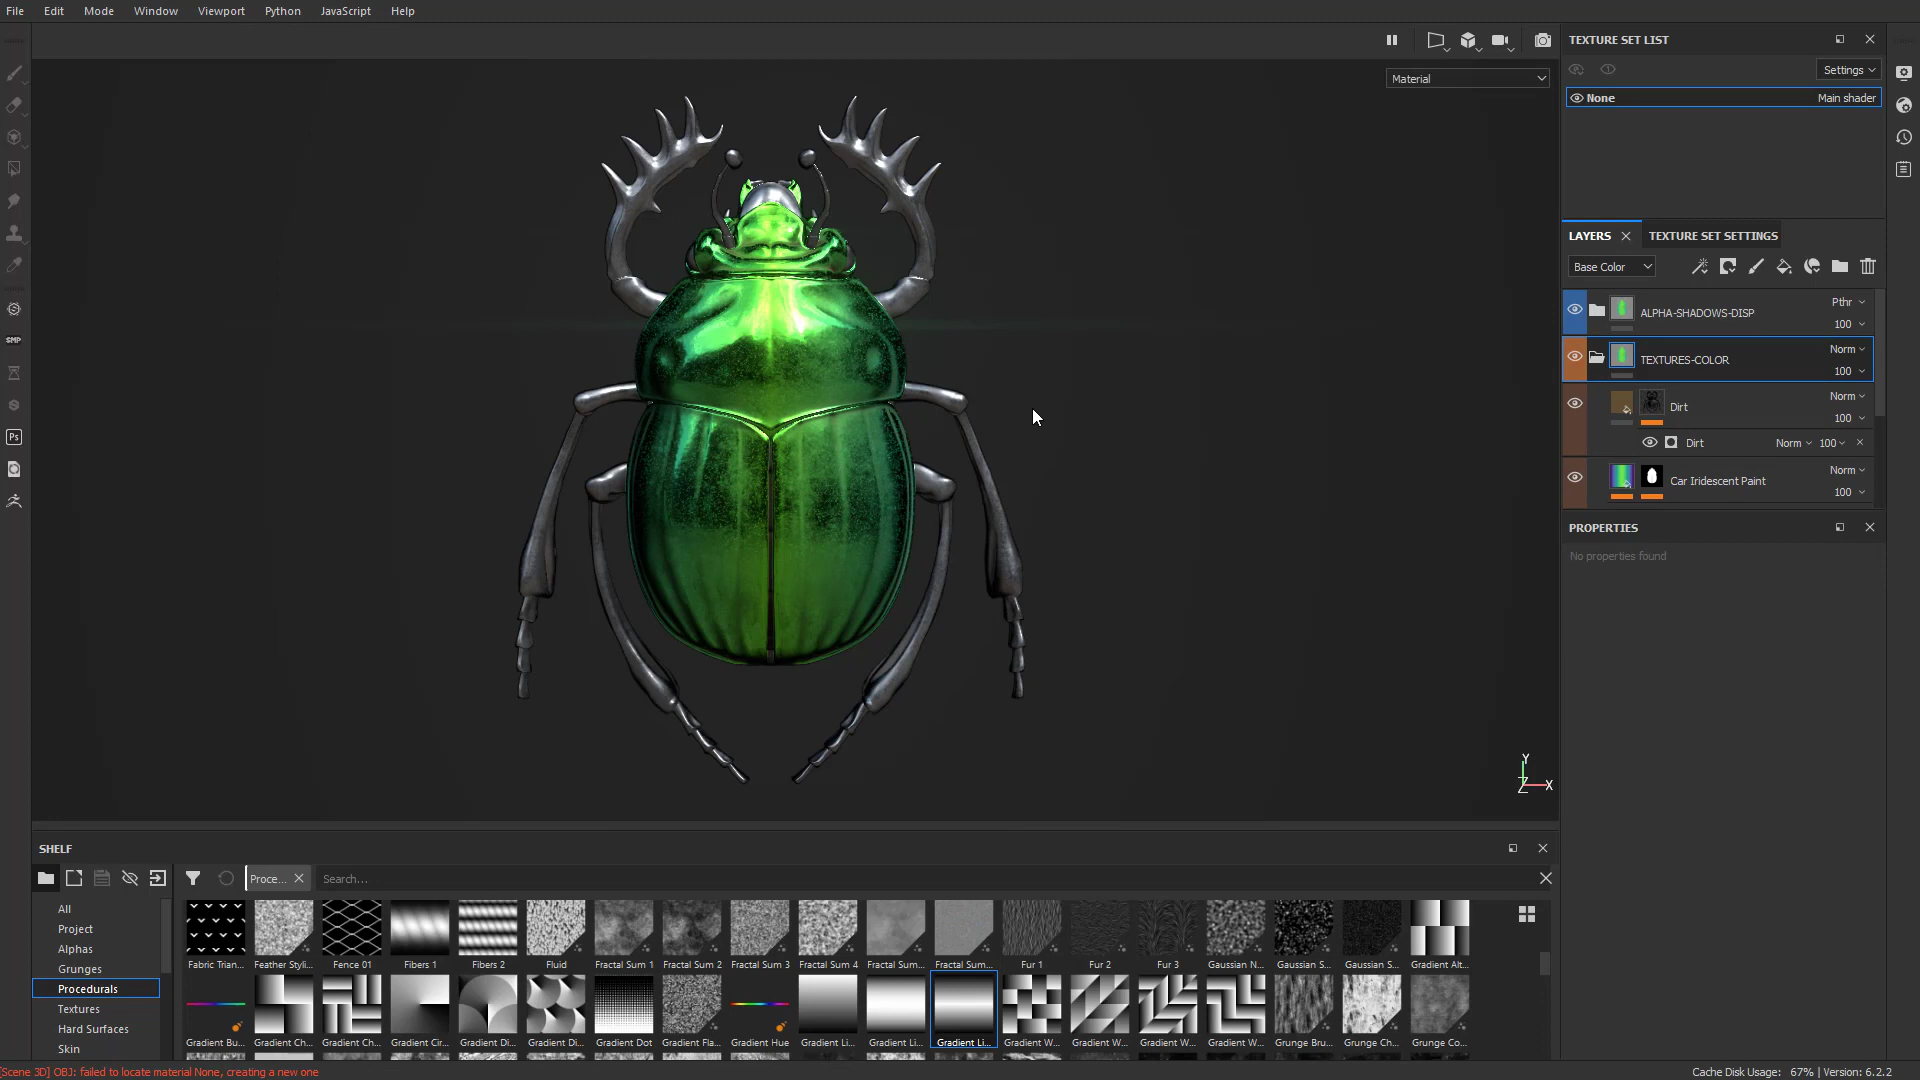 File Edit Mode Window Viewport Python JavaScript Help
Material
TEXTURE SET LIST
Settings
None Main shader
LAYERS TEXTURE SET SETTINGS
Base Color
ALPHA-SHADOWS-DISP Pthr
100
TEXTURES-COLOR Norm
100
Dirt Norm
100
Dirt Norm 100
Car Iridescent Paint Norm
100
PROPERTIES
No properties found
SMP
Ps
Y
Z X
SHELF
Proce... Search...
All
Project
Alphas
Grunges
Procedurals
Textures
Hard Surfaces
Skin
Fabric Trian... Feather Styli... Fence 01 Fibers 1 Fibers 2 Fluid Fractal Sum 1 Fractal Sum 2 Fractal Sum 3 Fractal Sum 4 Fractal Sum... Fractal Sum... Fur 1 Fur 2 Fur 3 Gaussian N... Gaussian S... Gaussian S... Gradient Alt...
Gradient Bu... Gradient Ch... Gradient Ch... Gradient Cir... Gradient Di... Gradient Di... Gradient Dot Gradient Fla... Gradient Hue Gradient Li... Gradient Li... Gradient Li... Gradient W... Gradient W... Gradient W... Gradient W... Grunge Bru... Grunge Ch... Grunge Co...
[Scene 3D] OBJ: failed to locate material None, creating a new one
Cache Disk Usage: 67% | Version: 6.2.2